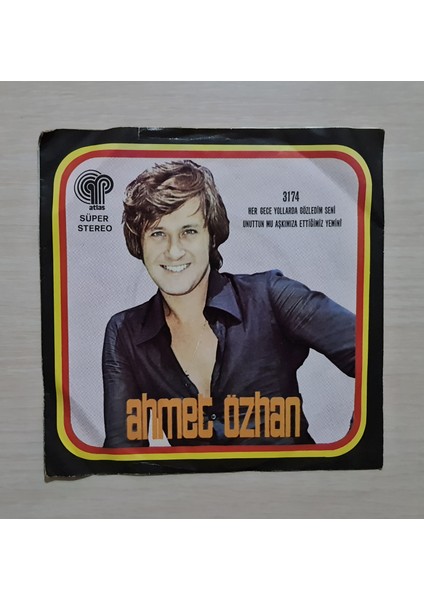 atlas
SÜPER
STEREO
3174
HER GECE YOLLARDA GÖZLEDİM SENİ
UNUTTUN MU AŞKIMIZA ETTİĞİMİZ YEMİNİ
ahmet özhan